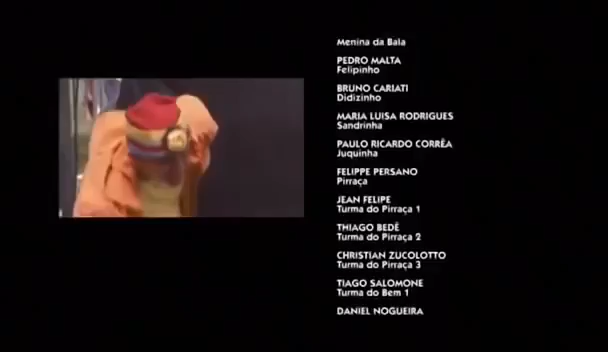 Menina da Bala
PEDRO MALTA
Felipinho
BRUNO CARIATI
Didizinho
MARIA LUISA RODRIGUES
Sandrinha
PAULO RICARDO CORRÊA
Juquinha
FELIPPE PERSANO
Pirraça
JEAN FELIPE
Turma do Pirraça 1
THIAGO BEDÊ
Turma do Pirraça 2
CHRISTIAN ZUCOLOTTO
Turma do Pirraça 3
TIAGO SALOMONE
Turma do Bem 1
DANIEL NOGUEIRA